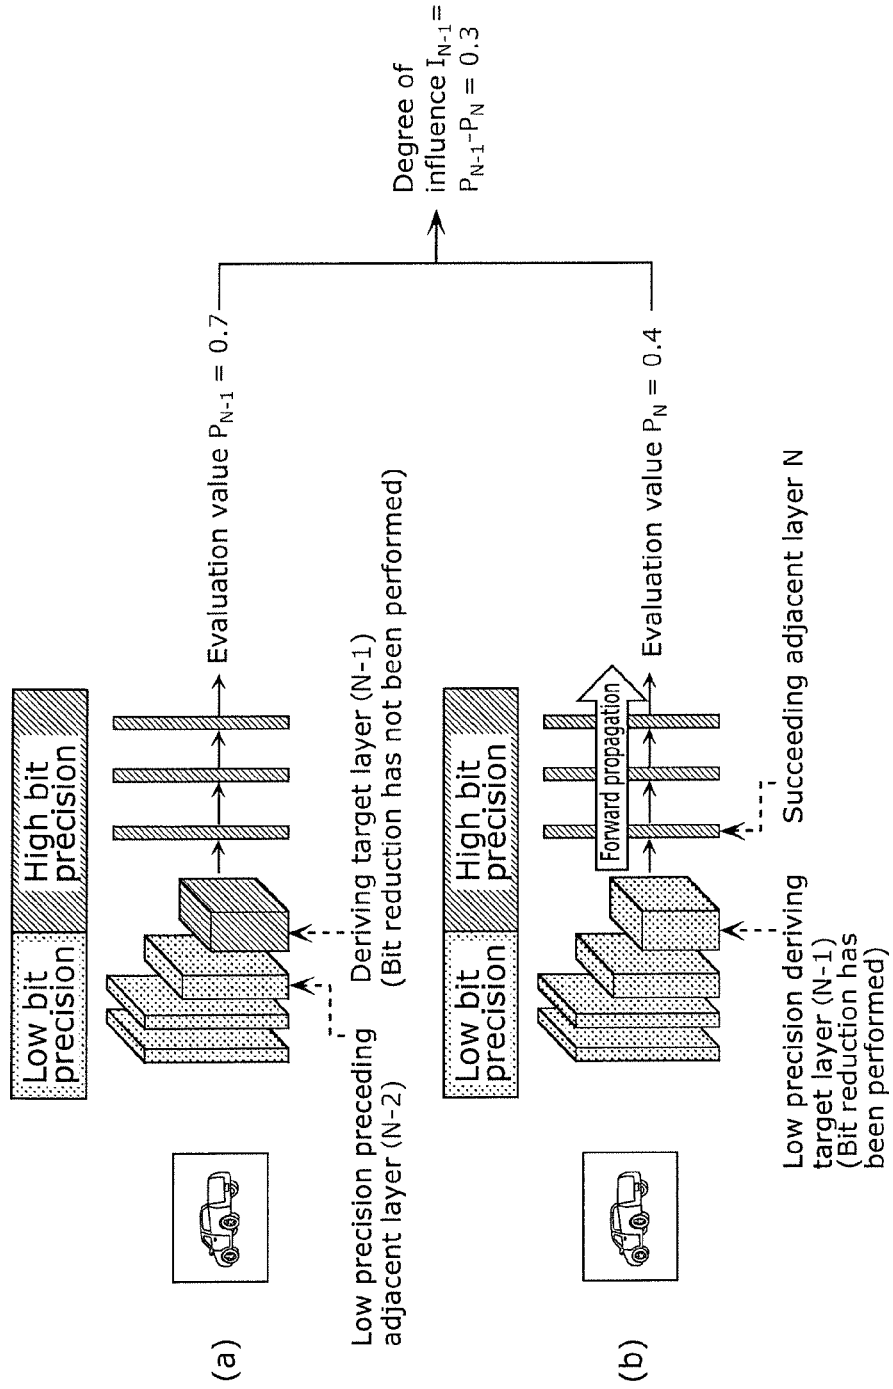 (a)
Low bit
precision
High bit
precision
Evaluation value P_{N-1} = 0.7
Low precision preceding
adjacent layer (N-2)
Deriving target layer (N-1)
(Bit reduction has not been performed)
Degree of
influence I_{N-1}=
P_{N-1}-P_N = 0.3
(b)
Low bit
precision
High bit
precision
Forward propagation
Evaluation value P_N = 0.4
Low precision deriving
target layer (N-1)
(Bit reduction has
been performed)
Succeeding adjacent layer N